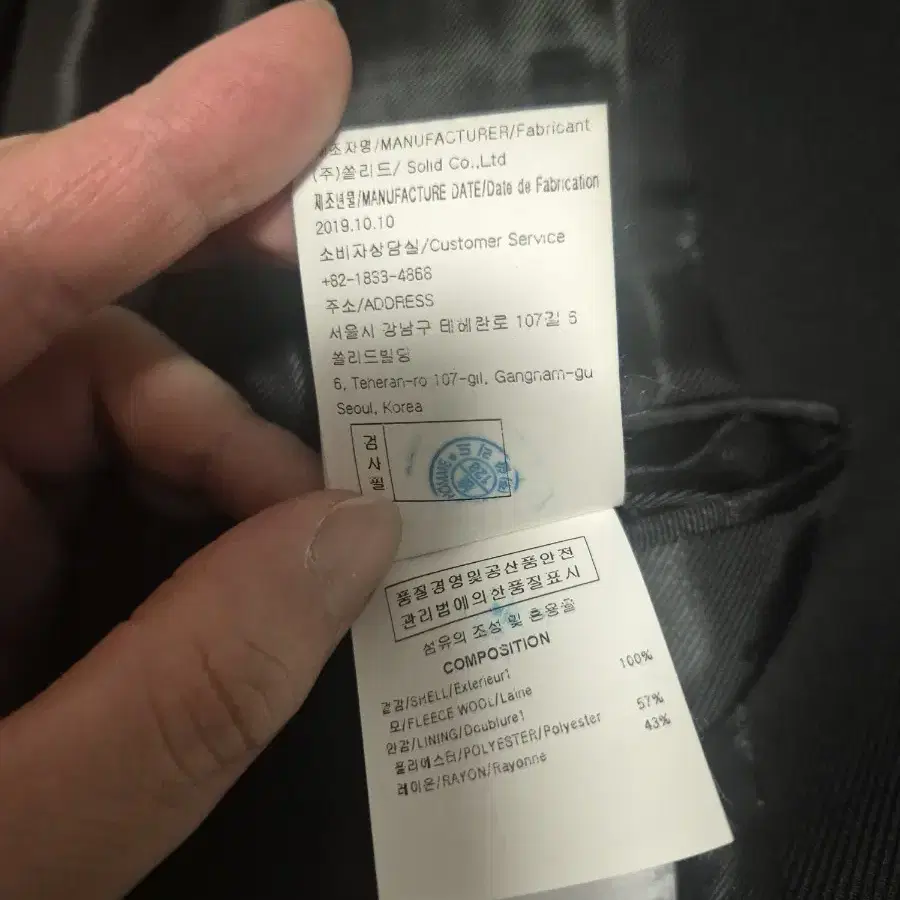 제조자명/MANUFACTURER/Fabricant
(주)쏠리드/ Solid Co.,Ltd
제조년월/MANUFACTURE DATE/Date de Fabrication
2019.10.10
소비자상담실/Customer Service
+82-1833-4868
주소/ADDRESS
서울시 강남구 테헤란로 107길 6
쏠리드빌딩
6, Teheran-ro 107-gil, Gangnam-gu
Seoul, Korea
검사필
품질경영및공산품안전
관리법에의한품질표시
섬유의 조성 및 혼용율
COMPOSITION
겉감/SHELL/Exterieur1
모/FLEECE WOOL/Laine 100%
안감/LINING/Doublure1
폴리에스터/POLYESTER/Polyester 57%
레이온/RAYON/Rayonne 43%